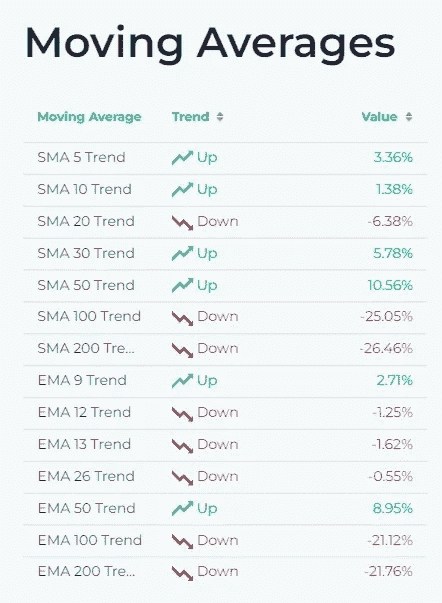 Moving Averages
Moving Average Trend Value
SMA 5 Trend Up 3.36%
SMA 10 Trend Up 1.38%
SMA 20 Trend Down -6.38%
SMA 30 Trend Up 5.78%
SMA 50 Trend Up 10.56%
SMA 100 Trend Down -25.05%
SMA 200 Tre... Down -26.46%
EMA 9 Trend Up 2.71%
EMA 12 Trend Down -1.25%
EMA 13 Trend Down -1.62%
EMA 26 Trend Down -0.55%
EMA 50 Trend Up 8.95%
EMA 100 Trend Down -21.12%
EMA 200 Tre... Down -21.76%